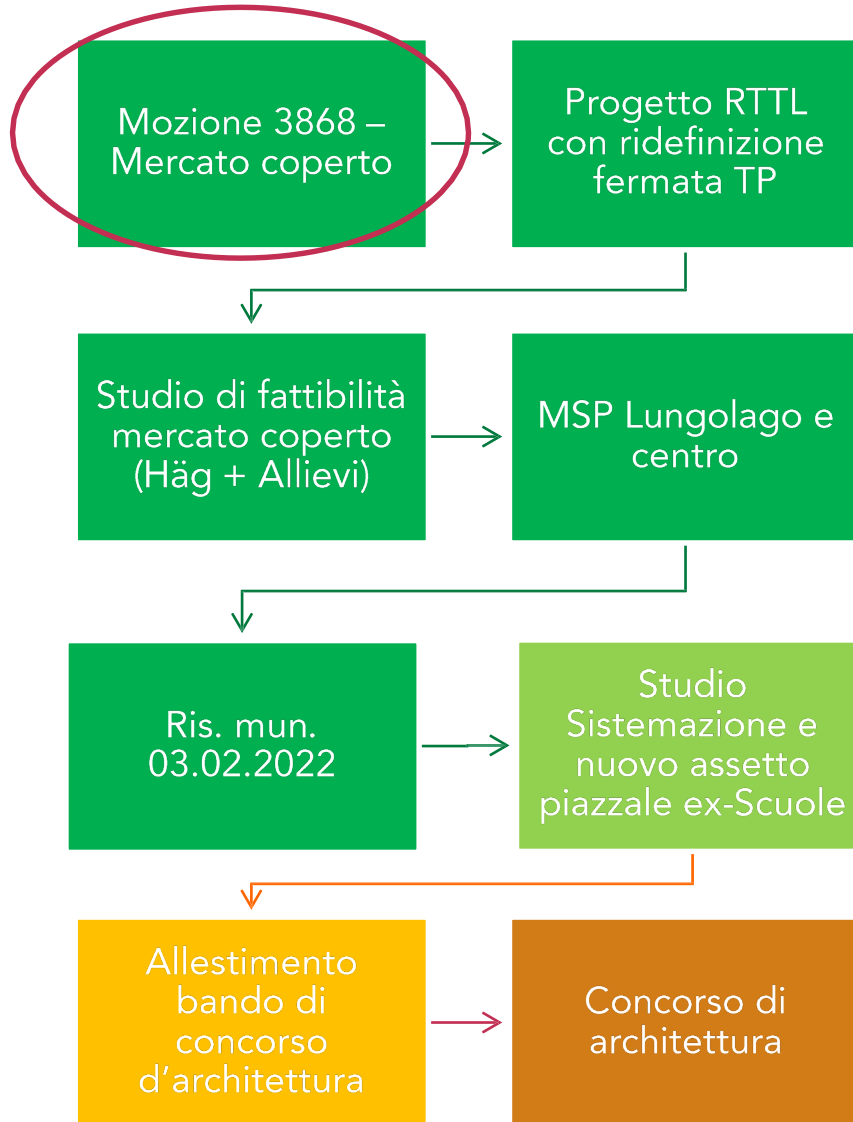 Mozione 3868 –
Mercato coperto
Progetto RTTL
con ridefinizione
fermata TP
Studio di fattibilità
mercato coperto
(Häg + Allievi)
MSP Lungolago e
centro
Ris. mun.
03.02.2022
Studio
Sistemazione e
nuovo assetto
piazzale ex-Scuole
Allestimento
bando di
concorso
d’architettura
Concorso di
architettura